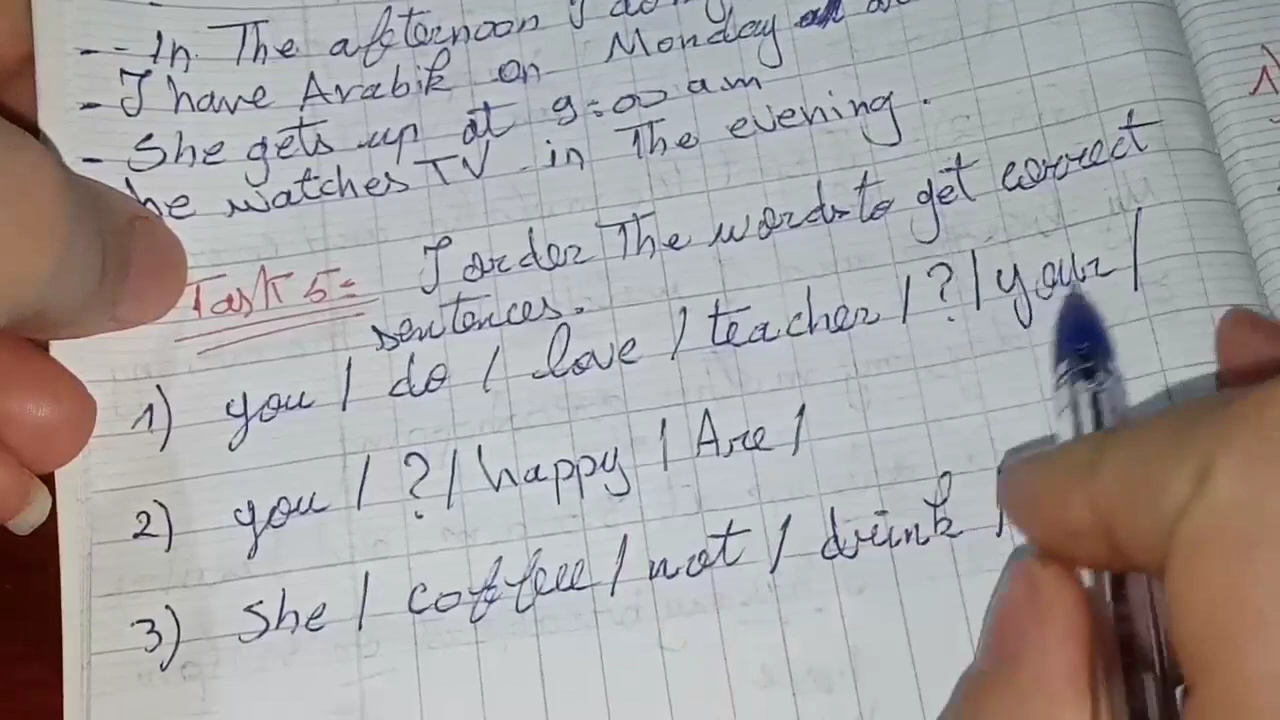 -- In The afternoon I do
- I have Arabik on Monday at
- She gets up at 9:00 am
he watches TV in The evening.
Task 5= I order The words to get correct
sentences.
1) you / do / love / teacher / ? / your /
2) you / ? / happy / Are /
3) She / coffee / not / drink /